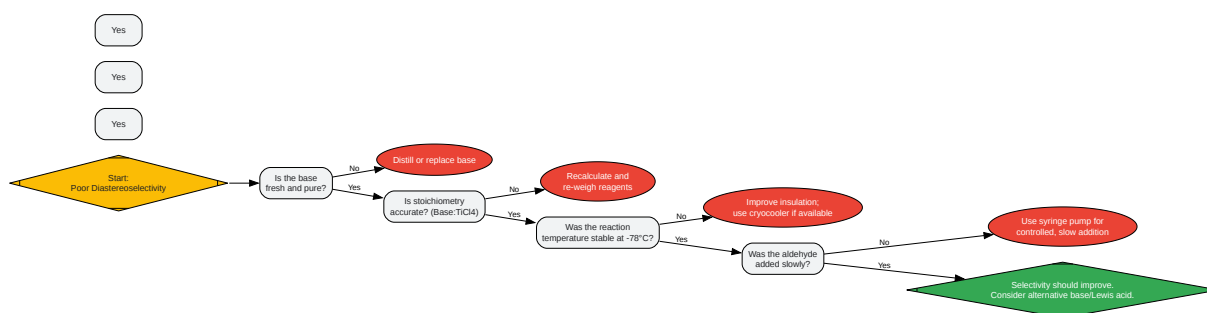 Yes
Yes
Yes
Start:
Poor Diastereoselectivity
Is the base
fresh and pure?
No
Yes
Distill or replace base
Is stoichiometry
accurate? (Base:TiCl4)
No
Yes
Recalculate and
re-weigh reagents
Was the reaction
temperature stable at -78°C?
No
Yes
Improve insulation;
use cryocooler if available
Was the aldehyde
added slowly?
No
Yes
Use syringe pump for
controlled, slow addition
Selectivity should improve.
Consider alternative base/Lewis acid.